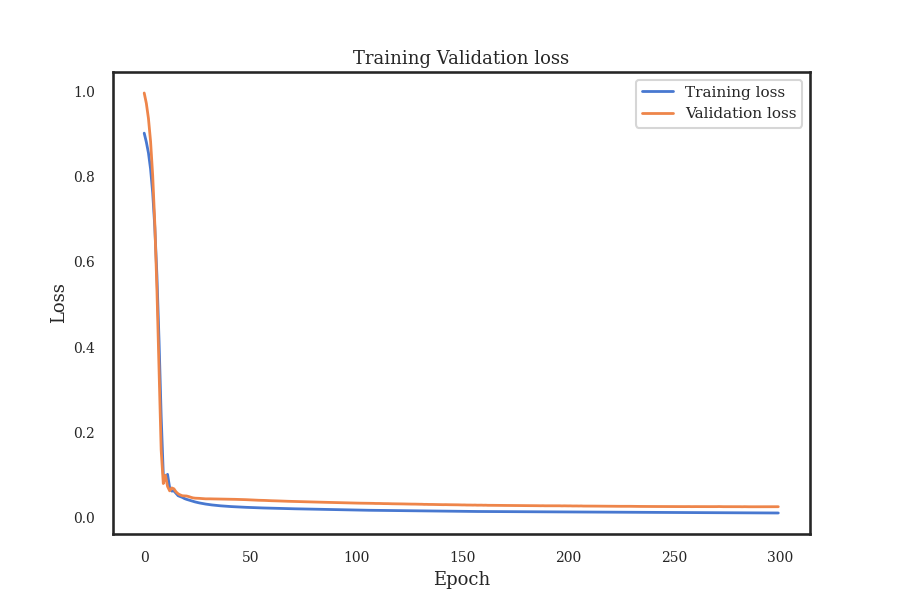 Training Validation loss
Training loss
Validation loss
1.0
0.8
0.6
0.4
0.2
0.0
Loss
0 50 100 150 200 250 300
Epoch